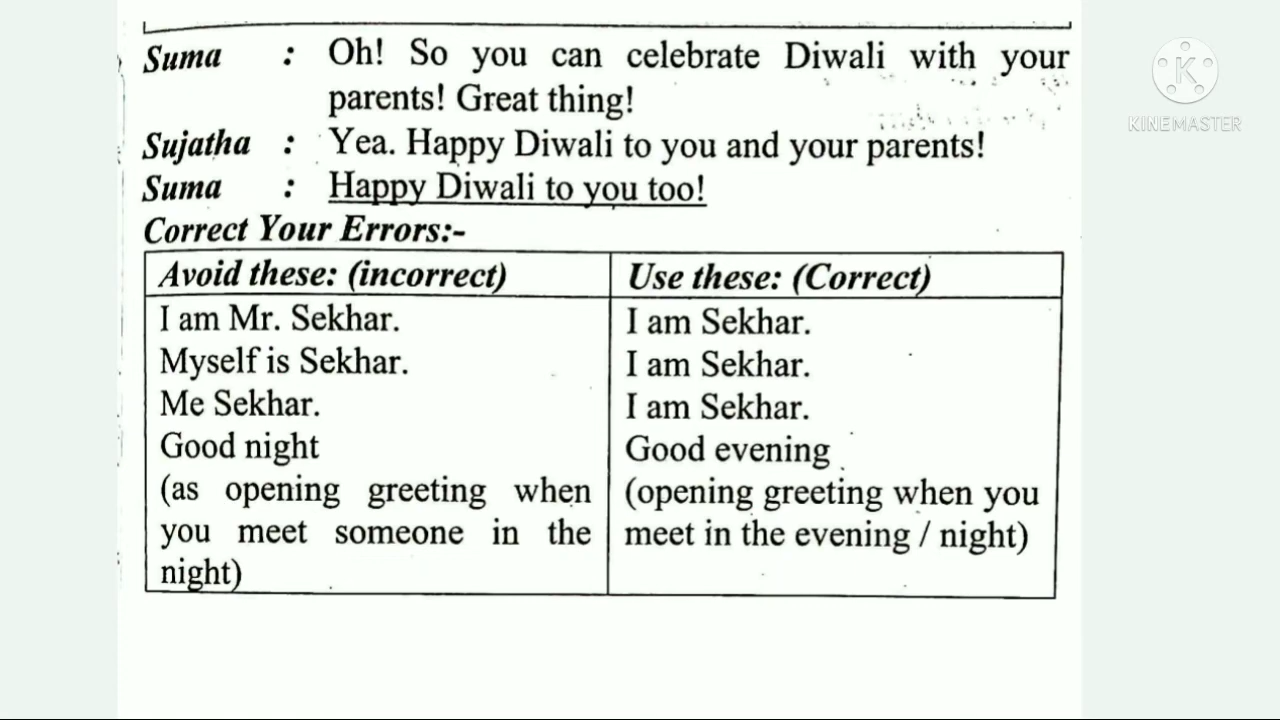 Suma : Oh! So you can celebrate Diwali with your
parents! Great thing!
Sujatha : Yea. Happy Diwali to you and your parents!
Suma : Happy Diwali to you too!
Correct Your Errors:-
Avoid these: (incorrect) Use these: (Correct)
I am Mr. Sekhar. I am Sekhar.
Myself is Sekhar. I am Sekhar.
Me Sekhar. I am Sekhar.
Good night Good evening
(as opening greeting when (opening greeting when you
you meet someone in the meet in the evening / night)
night)
K
KINEMASTER